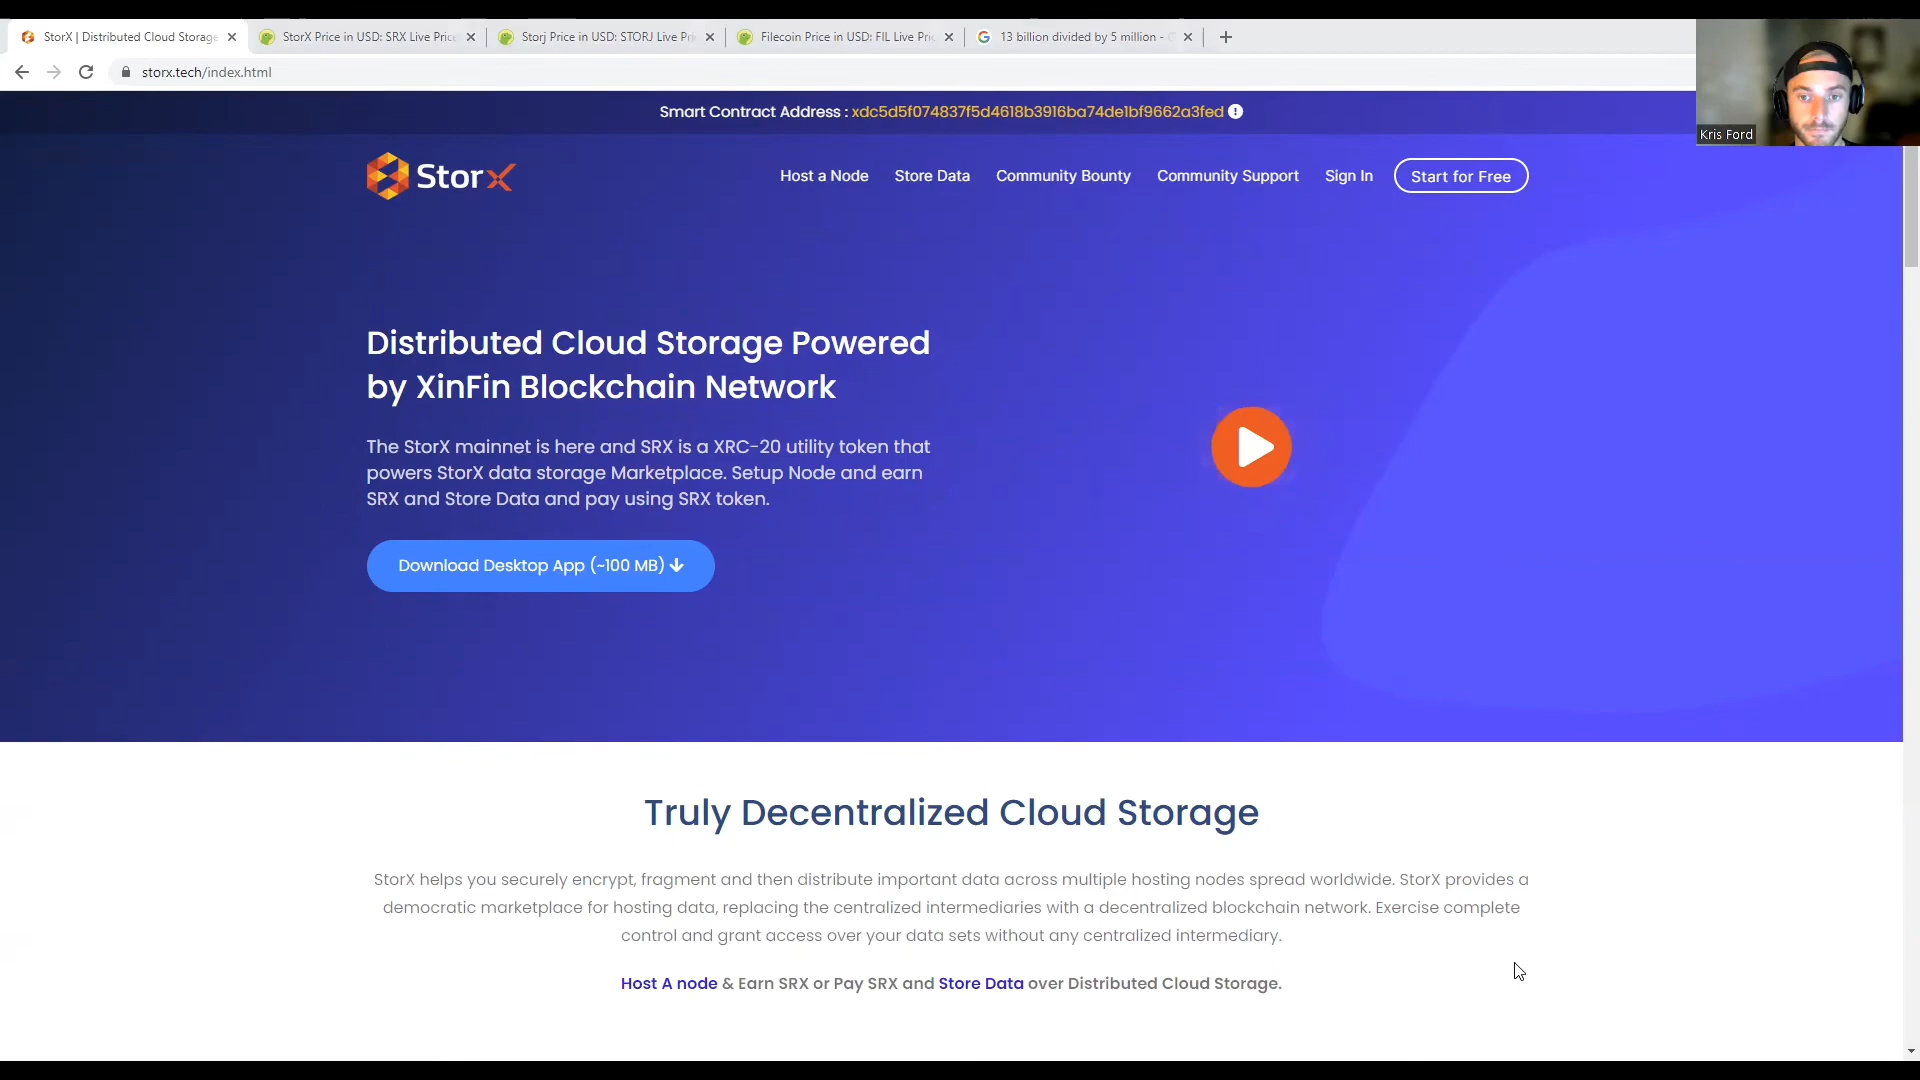 StorX | Distributed Cloud Storage
StorX Price in USD: SRX Live Price
Storj Price in USD: STORJ Live Pri
Filecoin Price in USD: FIL Live Pric
13 billion divided by 5 million -
storx.tech/index.html
Kris Ford
Smart Contract Address : xdc5d5f074837f5d4618b3916ba74de1bf9662a3fed
StorX
Host a Node
Store Data
Community Bounty
Community Support
Sign In
Start for Free
Distributed Cloud Storage Powered
by XinFin Blockchain Network
The StorX mainnet is here and SRX is a XRC-20 utility token that
powers StorX data storage Marketplace. Setup Node and earn
SRX and Store Data and pay using SRX token.
Download Desktop App (~100 MB)
Truly Decentralized Cloud Storage
StorX helps you securely encrypt, fragment and then distribute important data across multiple hosting nodes spread worldwide. StorX provides a
democratic marketplace for hosting data, replacing the centralized intermediaries with a decentralized blockchain network. Exercise complete
control and grant access over your data sets without any centralized intermediary.
Host A node & Earn SRX or Pay SRX and Store Data over Distributed Cloud Storage.